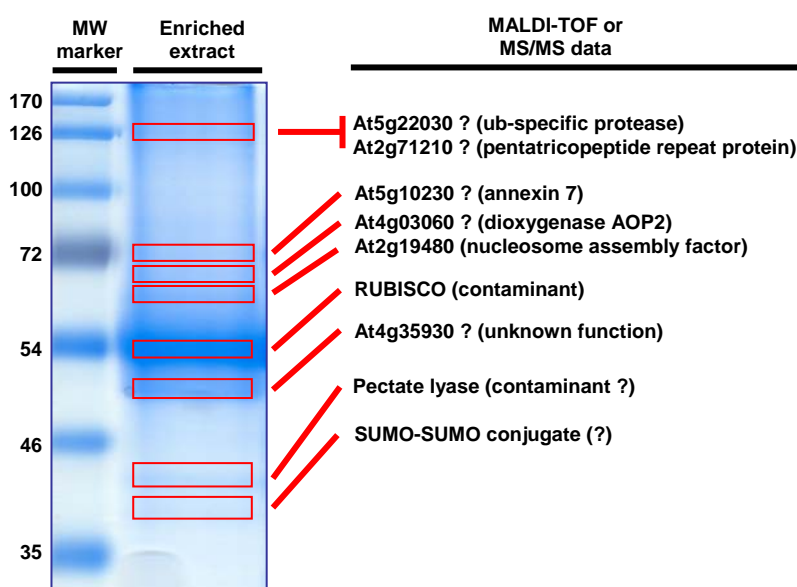 MW
marker
Enriched
extract
MALDI-TOF or
MS/MS data
170
126
100
72
54
46
35
At5g22030 ? (ub-specific protease)
At2g71210 ? (pentatricopeptide repeat protein)
At5g10230 ? (annexin 7)
At4g03060 ? (dioxygenase AOP2)
At2g19480 (nucleosome assembly factor)
RUBISCO (contaminant)
At4g35930 ? (unknown function)
Pectate lyase (contaminant ?)
SUMO-SUMO conjugate (?)